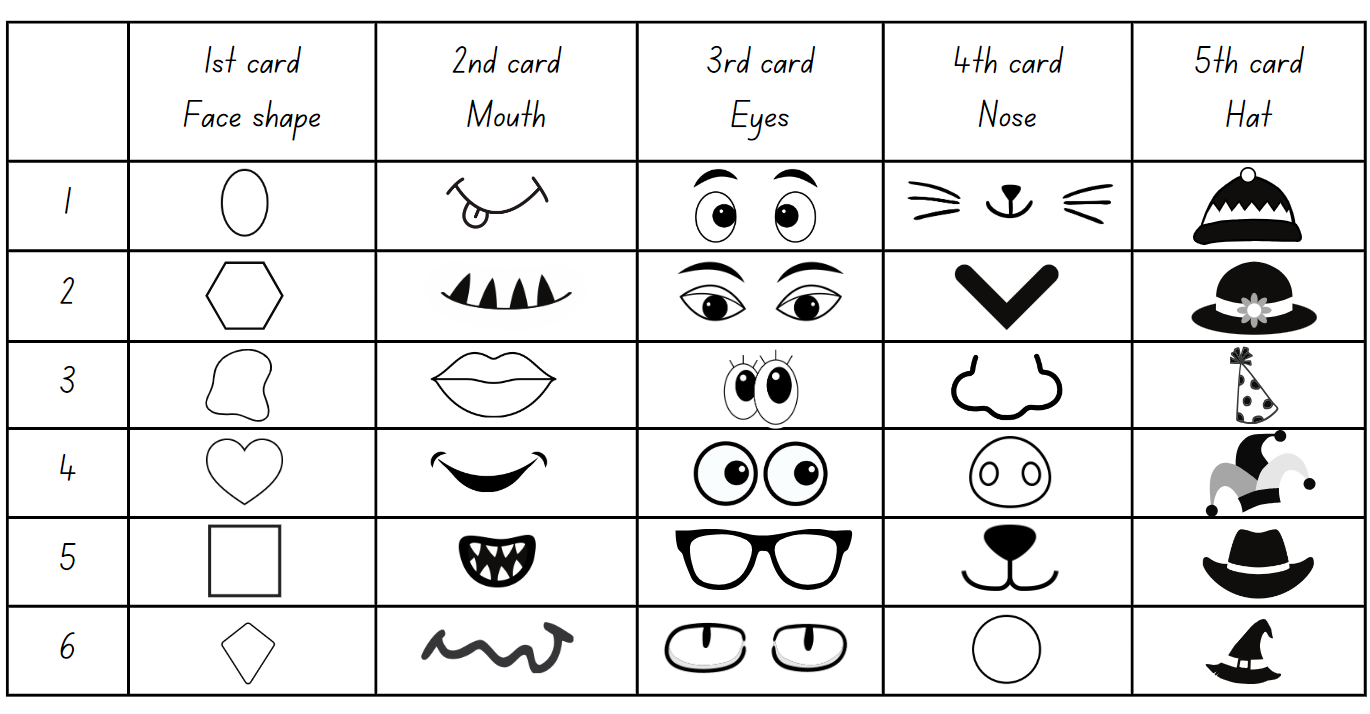 1st card
Face shape
2nd card
Mouth
3rd card
Eyes
4th card
Nose
5th card
Hat
1
2
3
4
5
6